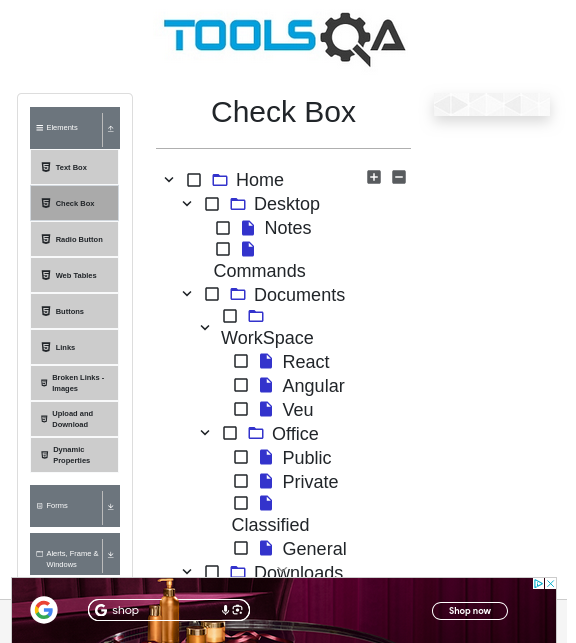 TOOLSQA
Elements
Text Box
Check Box
Radio Button
Web Tables
Buttons
Links
Broken Links -
Images
Upload and
Download
Dynamic
Properties
Forms
Alerts, Frame &
Windows
Check Box
Home
Desktop
Notes
Commands
Documents
WorkSpace
React
Angular
Veu
Office
Public
Private
Classified
General
Downloads
G shop
Shop now